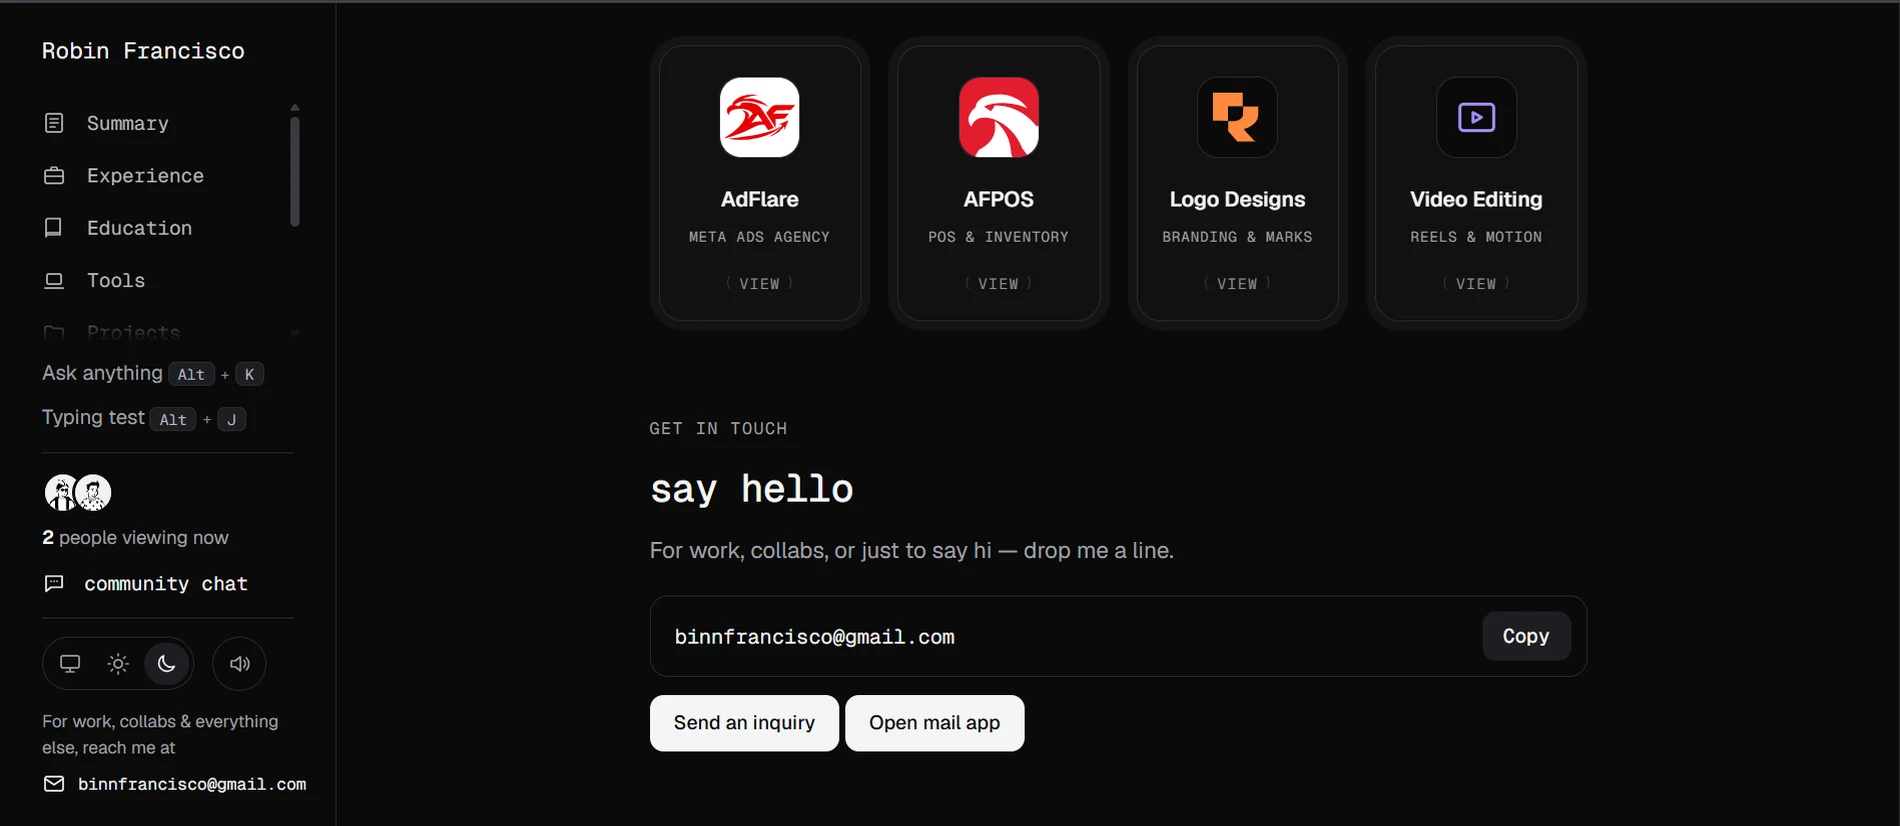 Robin Francisco
Summary
Experience
Education
Tools
Projects
Ask anything Alt + K
Typing test Alt + J
2 people viewing now
community chat
For work, collabs & everything
else, reach me at
binnfrancisco@gmail.com
AF
AdFlare
META ADS AGENCY
( VIEW )
AFPOS
POS & INVENTORY
( VIEW )
Logo Designs
BRANDING & MARKS
( VIEW )
Video Editing
REELS & MOTION
( VIEW )
GET IN TOUCH
say hello
For work, collabs, or just to say hi — drop me a line.
binnfrancisco@gmail.com
Copy
Send an inquiry
Open mail app